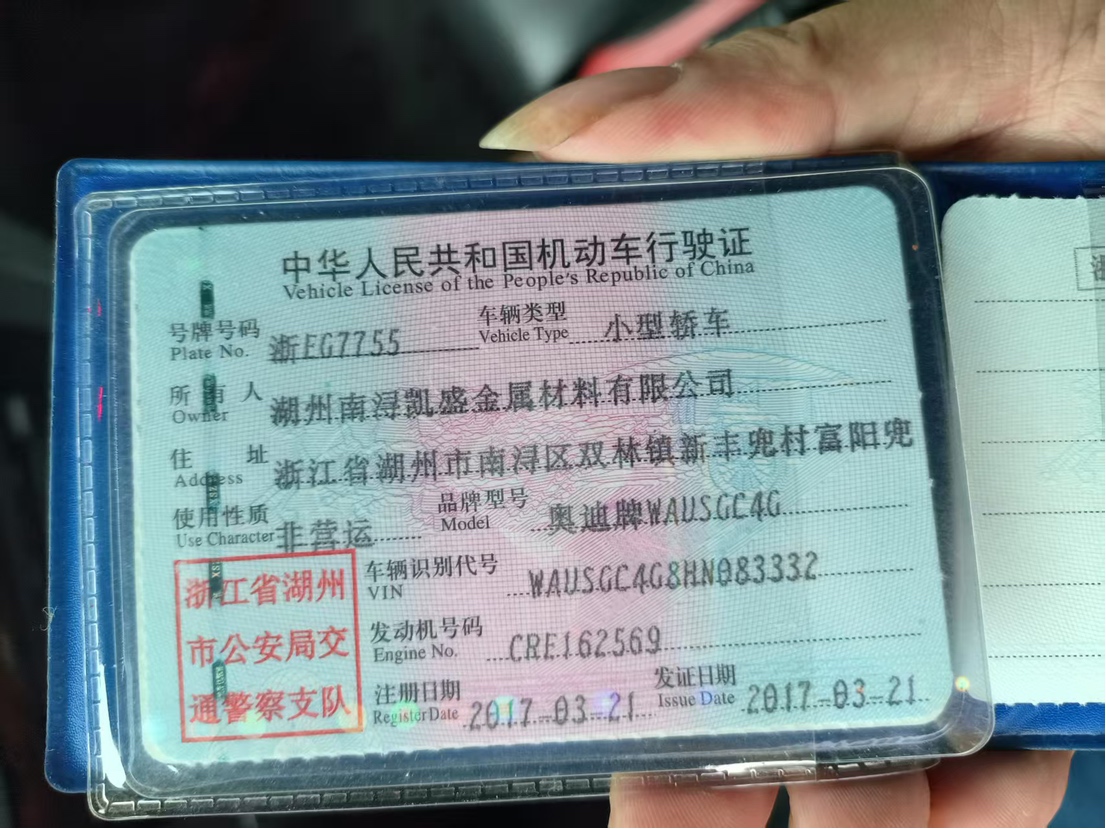 中华人民共和国机动车行驶证
Vehicle License of the People's Republic of China
号牌号码 Plate No. 浙EG7755 车辆类型 Vehicle Type 小型轿车
所有人 Owner 湖州南浔凯盛金属材料有限公司
住址 Address 浙江省湖州市南浔区双林镇新丰兜村富阳兜
使用性质 Use Character 非营运 品牌型号 Model 奥迪牌WAUSGC4G
车辆识别代号 VIN WAUSGC4G8HN083332
发动机号码 Engine No. CRE162569
注册日期 Register Date 2017-03-21 发证日期 Issue Date 2017-03-21
浙江省湖州
市公安局交
通警察支队